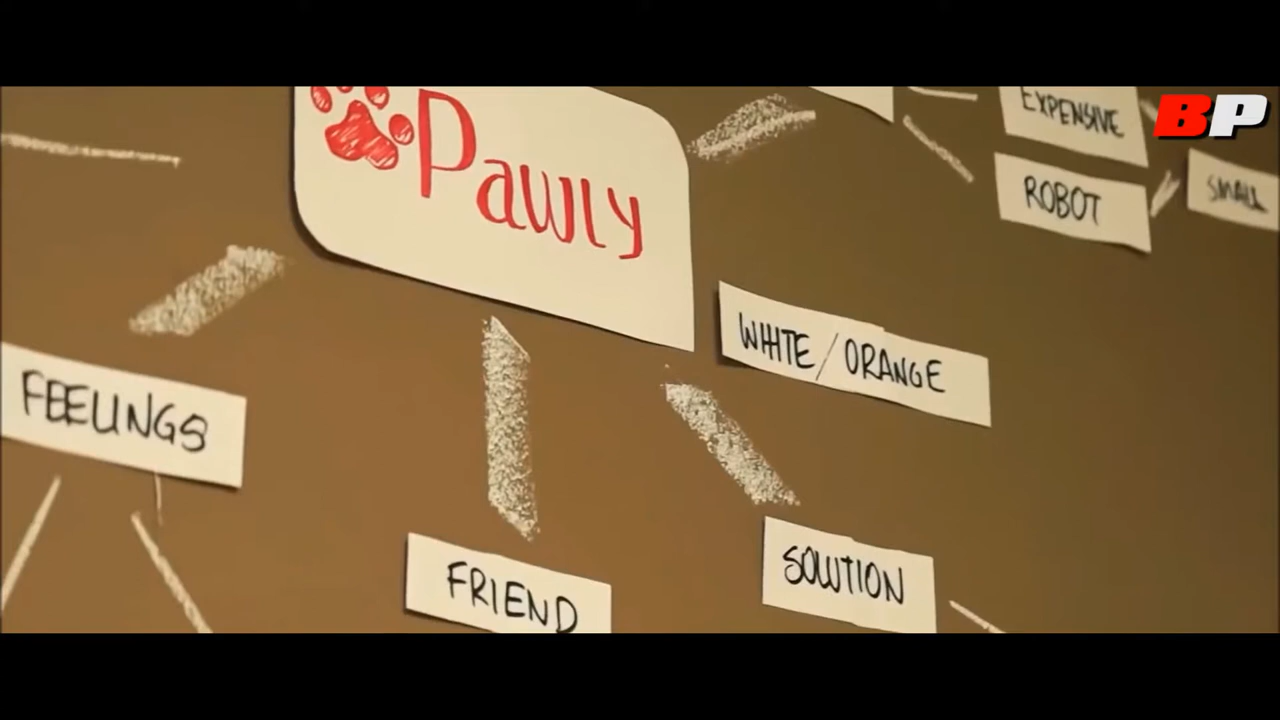 BP
EXPENSIVE
Pawly
ROBOT
SMALL
WHITE/ORANGE
FEELINGS
FRIEND
SOLUTION